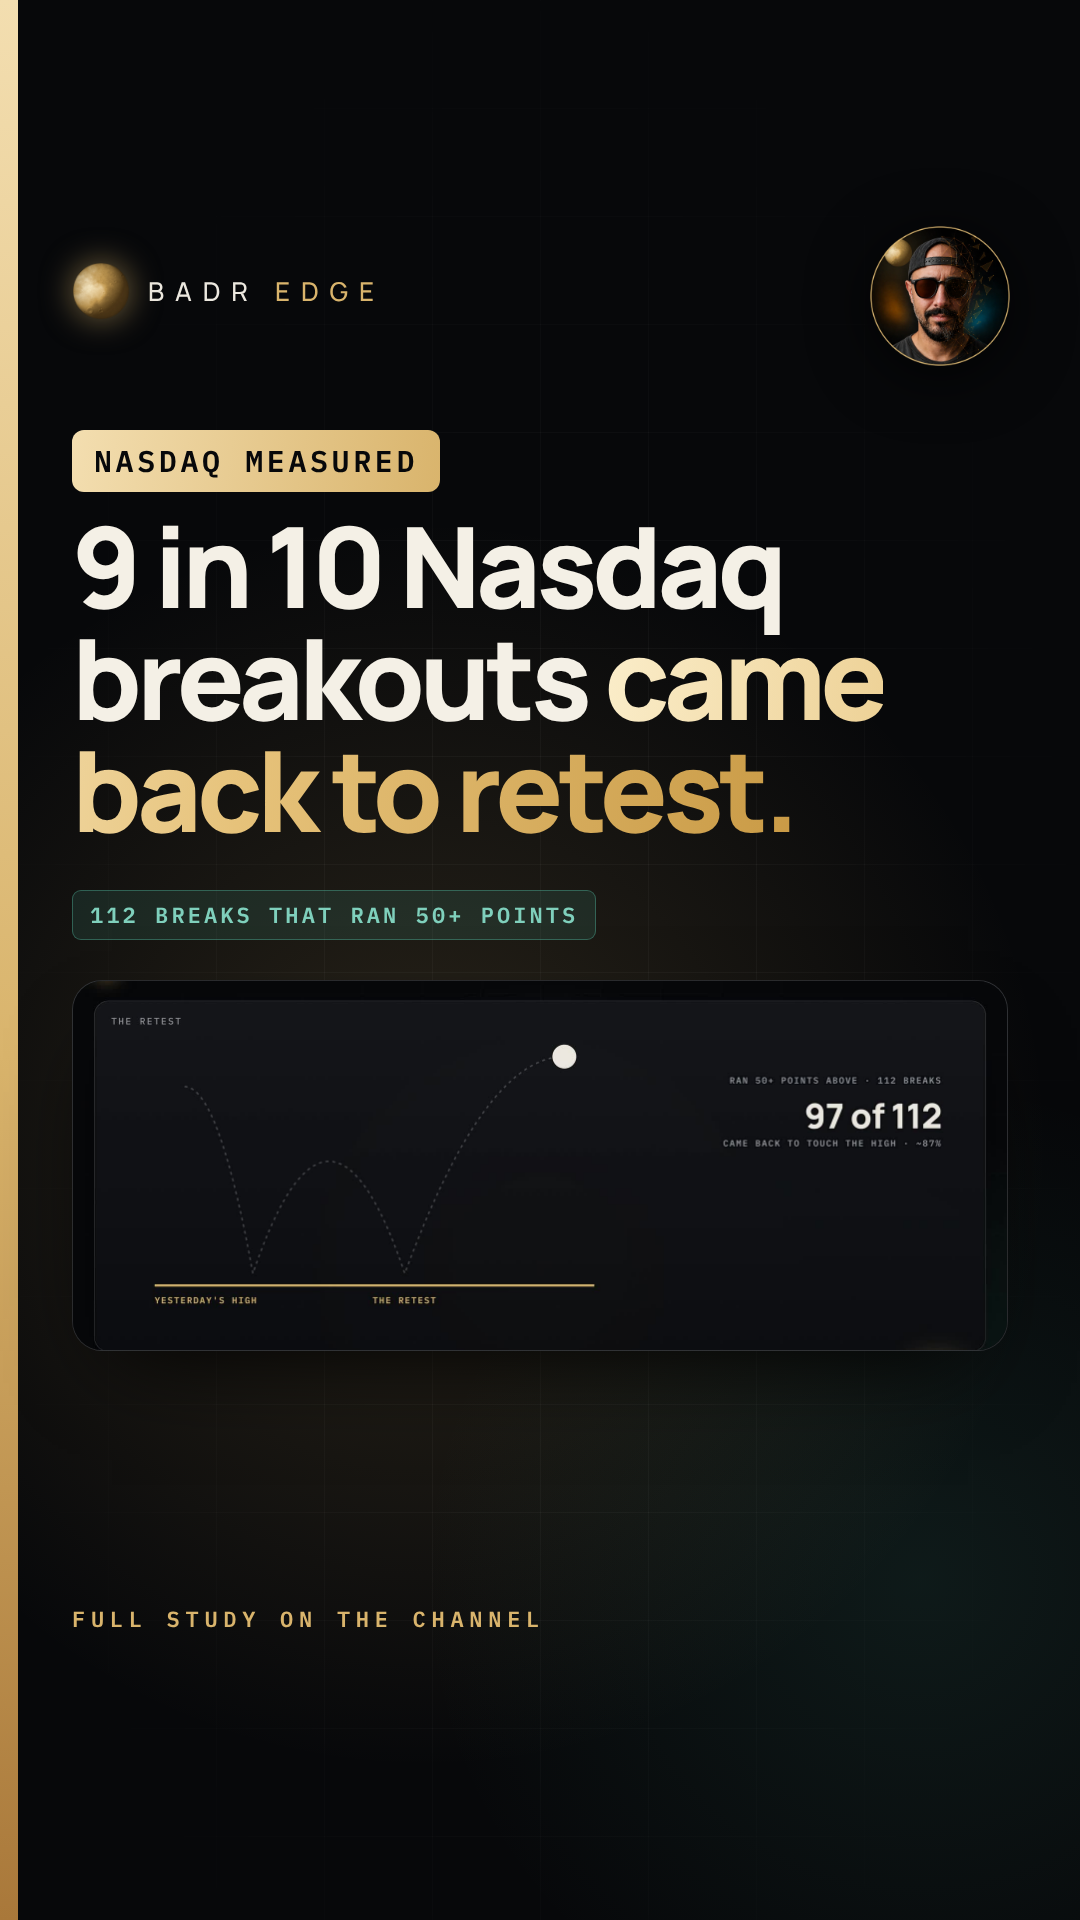 BADR EDGE
NASDAQ MEASURED
9 in 10 Nasdaq
breakouts came
back to retest.
112 BREAKS THAT RAN 50+ POINTS
THE RETEST
RAN 50+ POINTS ABOVE · 112 BREAKS
97 of 112
CAME BACK TO TOUCH THE HIGH · ~87%
YESTERDAY'S HIGH
THE RETEST
FULL STUDY ON THE CHANNEL